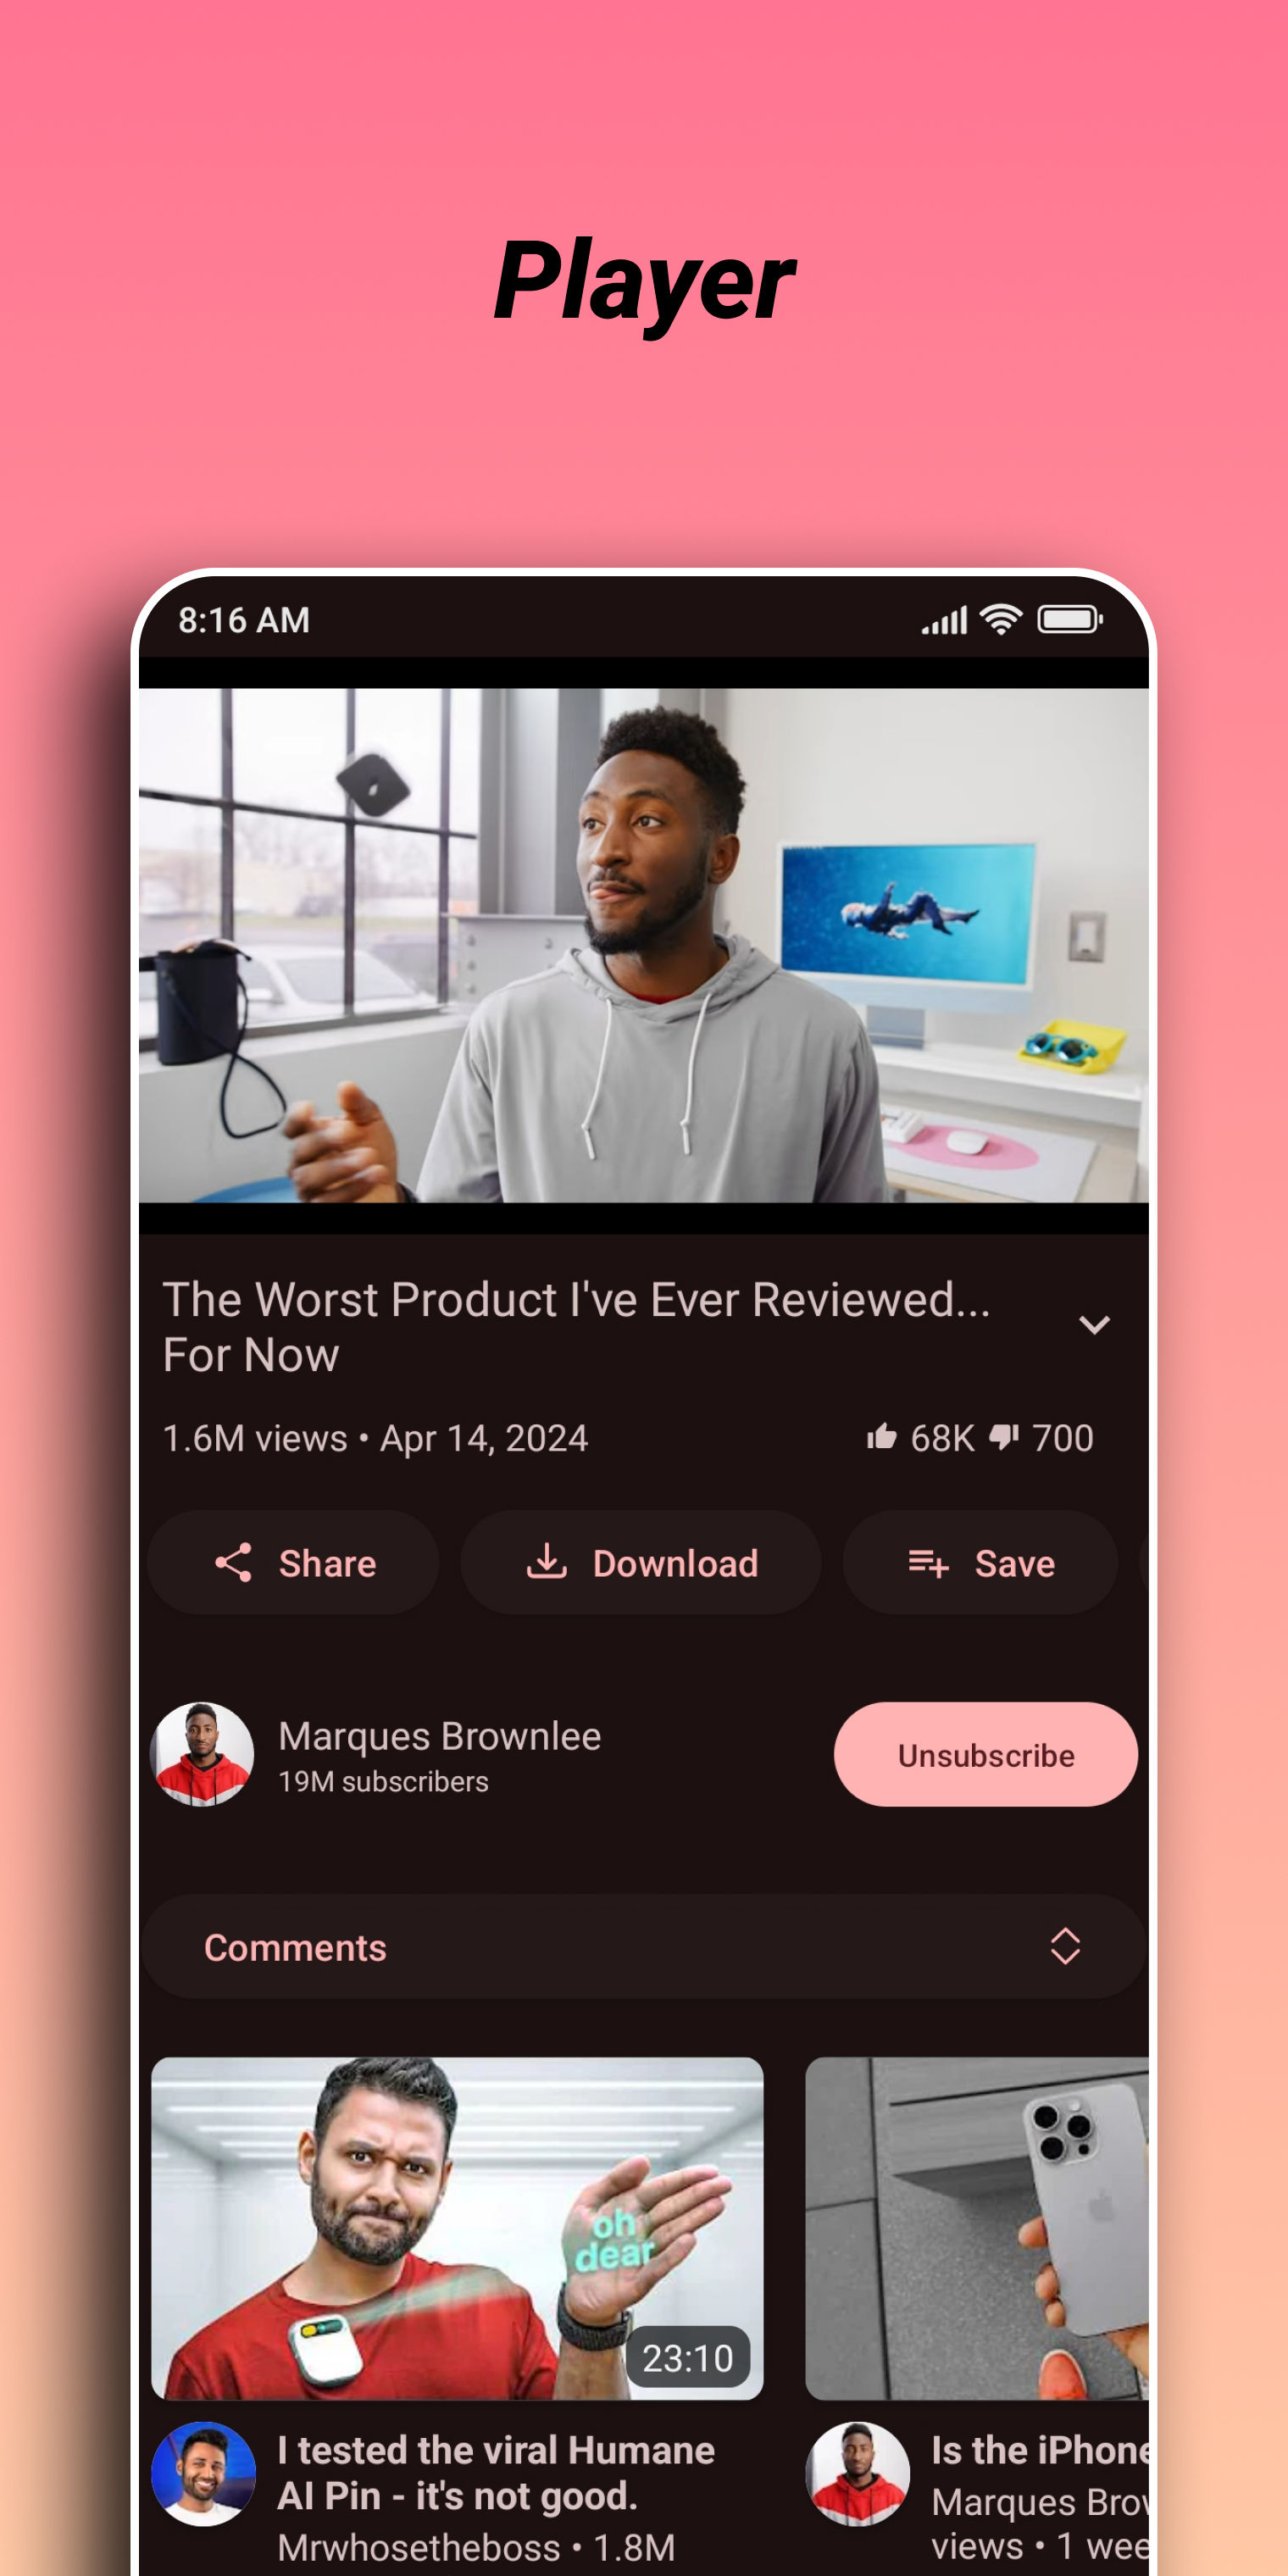 Player
8:16 AM
The Worst Product I've Ever Reviewed...
For Now
1.6M views • Apr 14, 2024
68K 700
Share
Download
Save
Marques Brownlee
19M subscribers
Unsubscribe
Comments
oh
dear
23:10
I tested the viral Humane
AI Pin - it's not good.
Mrwhosetheboss • 1.8M
Is the iPhone
Marques Brow
views • 1 wee